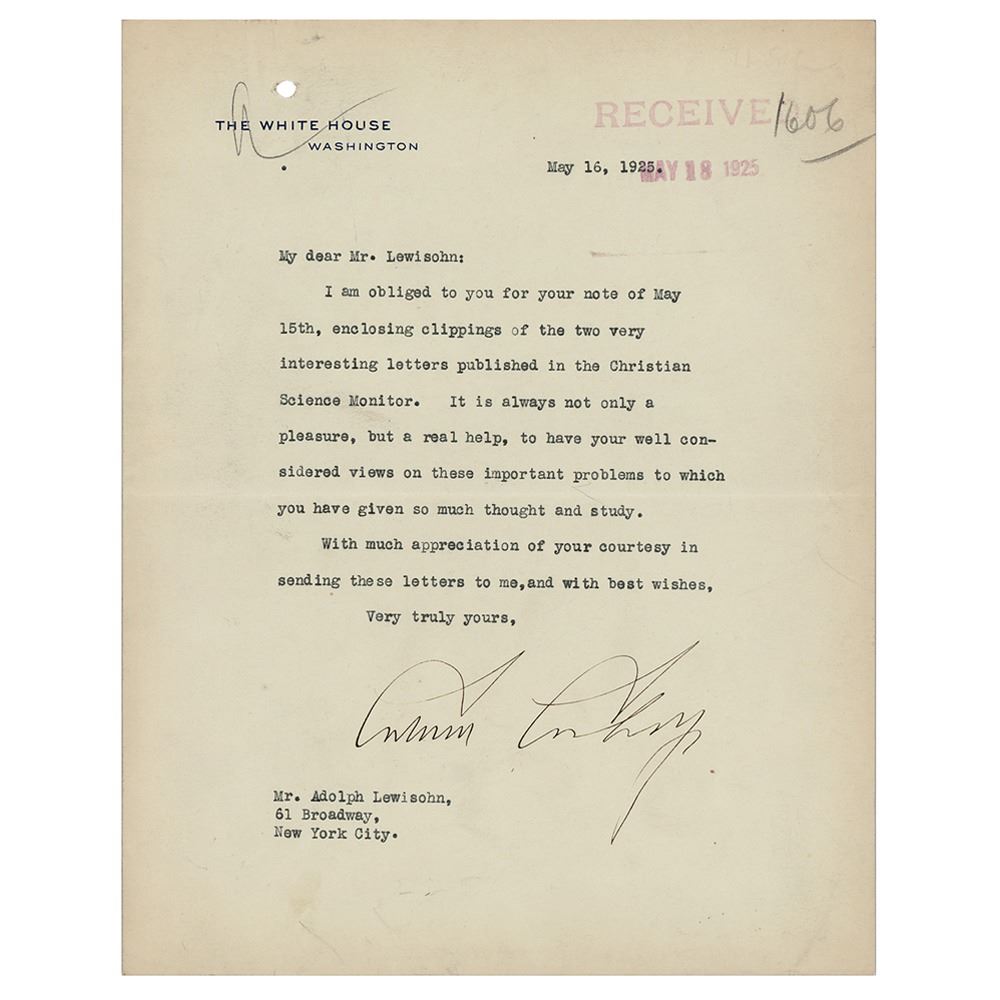 THE WHITE HOUSE
WASHINGTON
RECEIVE
1606
May 16, 1925.
MAY 18 1925
My dear Mr. Lewisohn:
I am obliged to you for your note of May
15th, enclosing clippings of the two very
interesting letters published in the Christian
Science Monitor. It is always not only a
pleasure, but a real help, to have your well con-
sidered views on these important problems to which
you have given so much thought and study.
With much appreciation of your courtesy in
sending these letters to me,and with best wishes,
Very truly yours,
Calvin Coolidge
Mr. Adolph Lewisohn,
61 Broadway,
New York City.